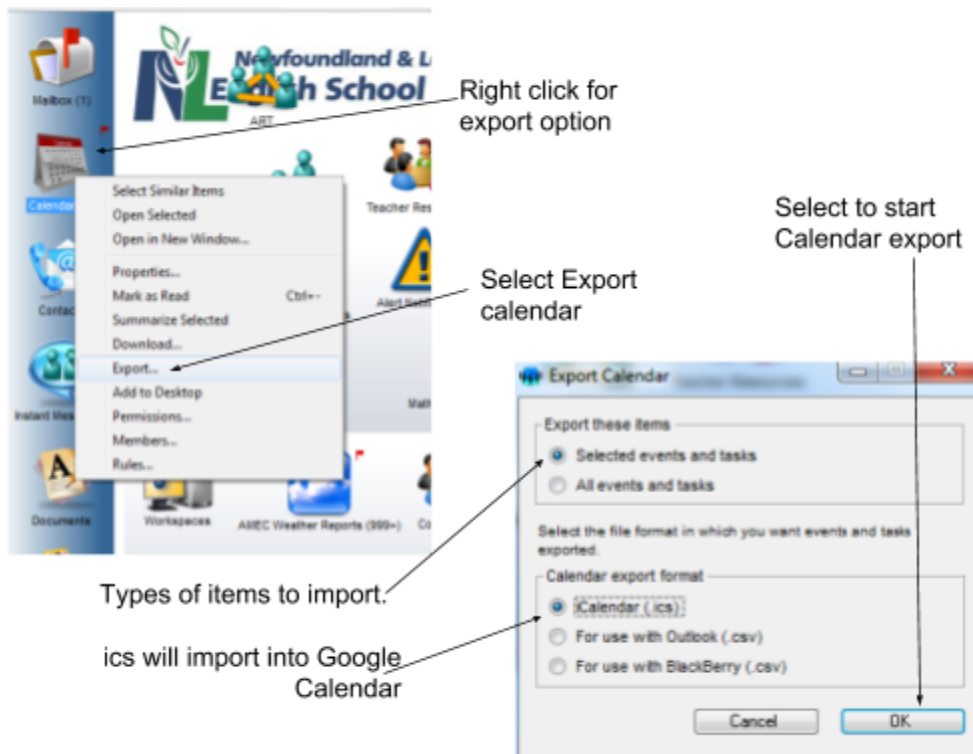 Mailbox (1)
Newfoundland & L
English School
ART
Right click for
export option
Calendar
Select Similar Items
Open Selected
Open in New Window...
Teacher Res
Properties...
Mark as Read Ctrl+-
Summarize Selected
Download...
Export...
Add to Desktop
Permissions...
Members...
Rules...
Contac
Alert Noti
Math
Instant Mes
Documents
Workspaces
AMEC Weather Reports (999+)
Co
Select Export
calendar
Select to start
Calendar export
Export Calendar
Export these items
Selected events and tasks
All events and tasks
Select the file format in which you want events and tasks
exported.
Calendar export format
iCalendar (.ics)
For use with Outlook (.csv)
For use with BlackBerry (.csv)
Cancel OK
Types of items to import.
ics will import into Google
Calendar